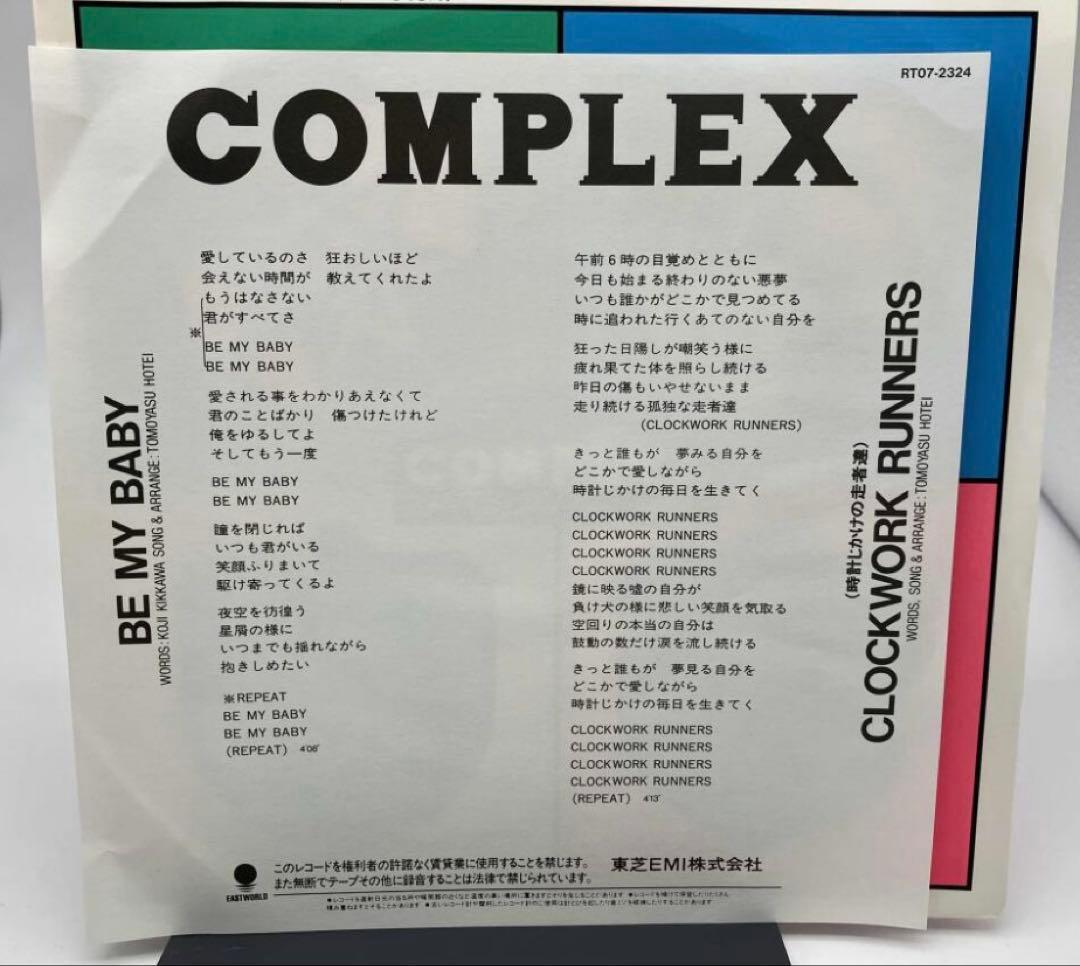 RT07-2324
COMPLEX
BE MY BABY
WORDS: KOJI KIKKAWA SONG & ARRANGE: TOMOYASU HOTEI
愛しているのさ　狂おしいほど
会えない時間が　教えてくれたよ
もうはなさない
君がすべてさ
※
BE MY BABY
BE MY BABY
愛される事をわかりあえなくて
君のことばかり　傷つけたけれど
俺をゆるしてよ
そしてもう一度
BE MY BABY
BE MY BABY
瞳を閉じれば
いつも君がいる
笑顔ふりまいて
駆け寄ってくるよ
夜空を彷徨う
星屑の様に
いつまでも揺れながら
抱きしめたい
※REPEAT
BE MY BABY
BE MY BABY
(REPEAT) 4'08"
午前6時の目覚めとともに
今日も始まる終わりのない悪夢
いつも誰かがどこかで見つめてる
時に追われた行くあてのない自分を
狂った日陽しが嘲笑う様に
疲れ果てた体を照らし続ける
昨日の傷もいやせないまま
走り続ける孤独な走者達
(CLOCKWORK RUNNERS)
きっと誰もが　夢みる自分を
どこかで愛しながら
時計じかけの毎日を生きてく
CLOCKWORK RUNNERS
CLOCKWORK RUNNERS
CLOCKWORK RUNNERS
CLOCKWORK RUNNERS
鏡に映る嘘の自分が
負け犬の様に悲しい笑顔を気取る
空回りの本当の自分は
鼓動の数だけ涙を流し続ける
きっと誰もが　夢見る自分を
どこかで愛しながら
時計じかけの毎日を生きてく
CLOCKWORK RUNNERS
CLOCKWORK RUNNERS
CLOCKWORK RUNNERS
CLOCKWORK RUNNERS
(REPEAT) 4'13"
(時計じかけの走者達)
CLOCKWORK RUNNERS
WORDS, SONG & ARRANGE: TOMOYASU HOTEI
EASTWORLD
このレコードを権利者の許諾なく賃貸業に使用することを禁じます。
また無断でテープその他に録音することは法律で禁じられています。
東芝EMI株式会社